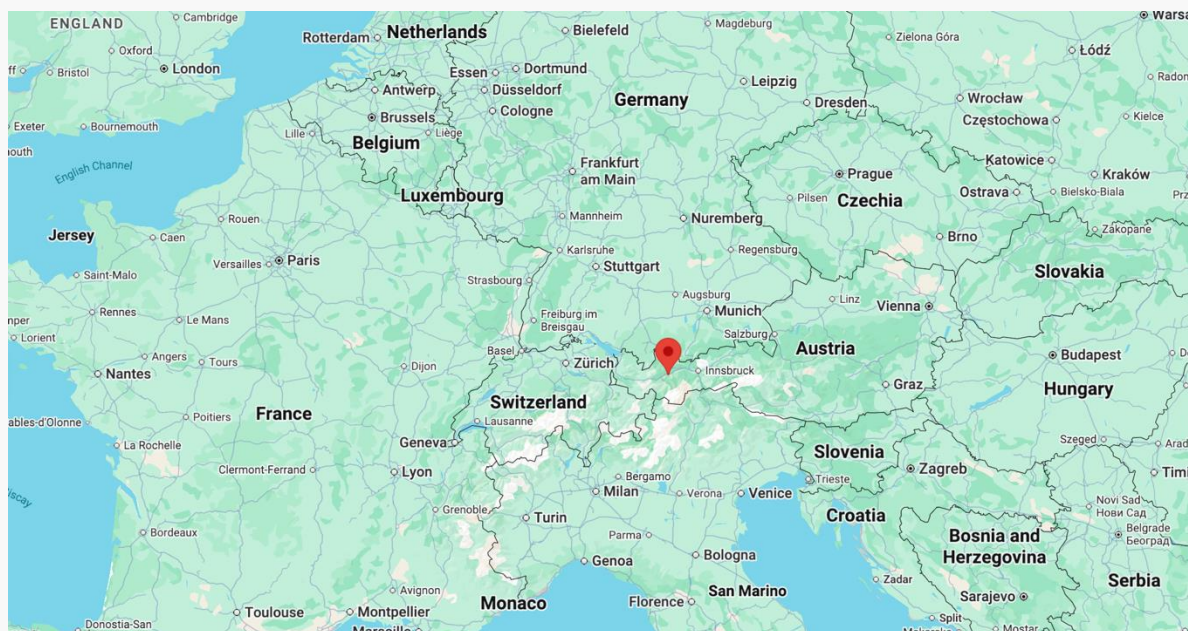 ENGLAND
Cambridge
Oxford
London
Bristol
Exeter
Bournemouth
English Channel
Jersey
Rotterdam
Netherlands
Antwerp
Brussels
Lille
Liège
Belgium
Luxembourg
Bielefeld
Magdeburg
Essen
Dortmund
Düsseldorf
Cologne
Germany
Leipzig
Dresden
Frankfurt
am Main
Mannheim
Nuremberg
Karlsruhe
Regensburg
Stuttgart
Strasbourg
Augsburg
Munich
Freiburg im
Breisgau
Zielona Góra
Łódź
Wrocław
Częstochowa
Kielce
Katowice
Kraków
Ostrava
Bielsko-Biala
Zakopane
Prague
Pilsen
Czechia
Brno
Slovakia
Rouen
Caen
Versailles
Paris
Saint-Malo
Rennes
Le Mans
Lorient
Angers
Tours
Nantes
Dijon
Poitiers
France
La Rochelle
Clermont-Ferrand
Lyon
Grenoble
Bordeaux
Avignon
Toulouse
Montpellier
Donostia-San
Monaco
Basel
Zürich
Switzerland
Lausanne
Geneva
Linz
Vienna
Salzburg
Austria
Innsbruck
Graz
Budapest
Hungary
Szeged
Slovenia
Trieste
Zagreb
Croatia
Bergamo
Milan
Verona
Venice
Turin
Parma
Genoa
Bologna
Florence
San Marino
Zadar
Split
Bosnia and
Herzegovina
Sarajevo
Mostar
Novi Sad
Нови Сад
Belgrade
Београд
Serbia